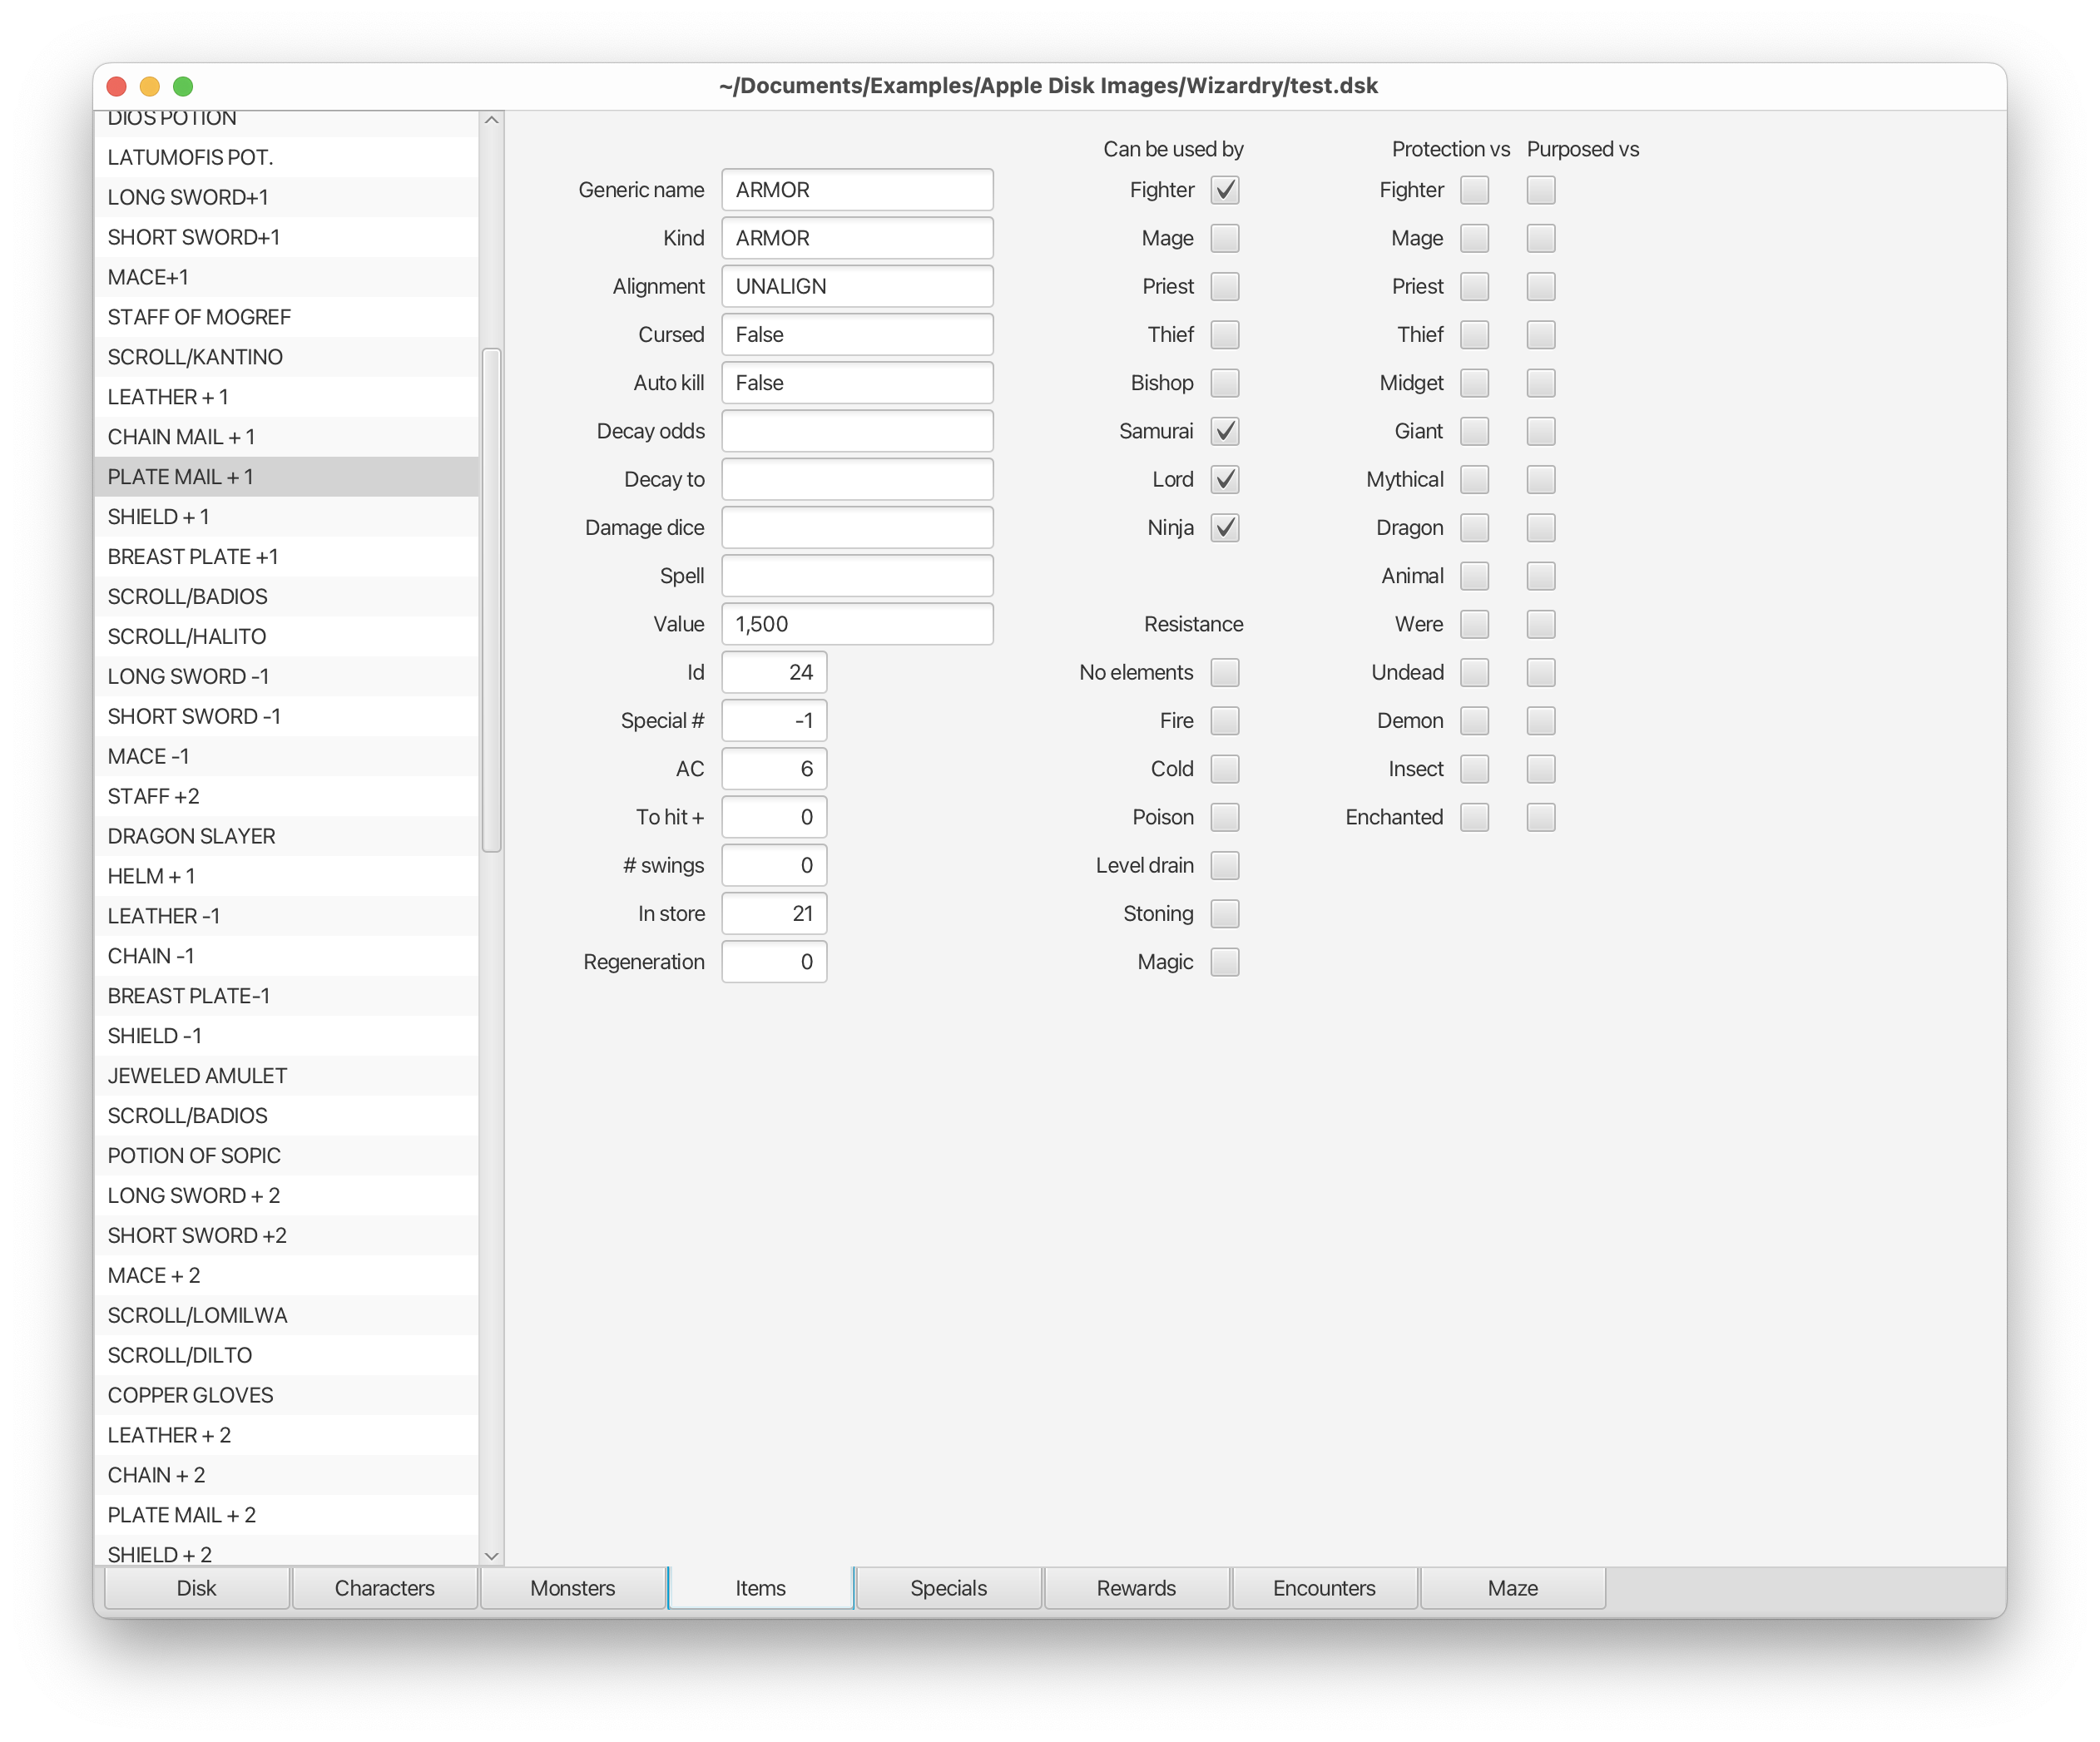 ~/Documents/Examples/Apple Disk Images/Wizardry/test.dsk
DIOS POTION
LATUMOFIS POT.
LONG SWORD+1
SHORT SWORD+1
MACE+1
STAFF OF MOGREF
SCROLL/KANTINO
LEATHER + 1
CHAIN MAIL + 1
PLATE MAIL + 1
SHIELD + 1
BREAST PLATE +1
SCROLL/BADIOS
SCROLL/HALITO
LONG SWORD -1
SHORT SWORD -1
MACE -1
STAFF +2
DRAGON SLAYER
HELM + 1
LEATHER -1
CHAIN -1
BREAST PLATE-1
SHIELD -1
JEWELED AMULET
SCROLL/BADIOS
POTION OF SOPIC
LONG SWORD + 2
SHORT SWORD +2
MACE + 2
SCROLL/LOMILWA
SCROLL/DILTO
COPPER GLOVES
LEATHER + 2
CHAIN + 2
PLATE MAIL + 2
SHIELD + 2
Generic name ARMOR
Kind ARMOR
Alignment UNALIGN
Cursed False
Auto kill False
Decay odds
Decay to
Damage dice
Spell
Value 1,500
Id 24
Special # -1
AC 6
To hit + 0
# swings 0
In store 21
Regeneration 0
Can be used by
Fighter
Mage
Priest
Thief
Bishop
Samurai
Lord
Ninja
Resistance
No elements
Fire
Cold
Poison
Level drain
Stoning
Magic
Protection vs Purposed vs
Fighter
Mage
Priest
Thief
Midget
Giant
Mythical
Dragon
Animal
Were
Undead
Demon
Insect
Enchanted
Disk Characters Monsters Items Specials Rewards Encounters Maze